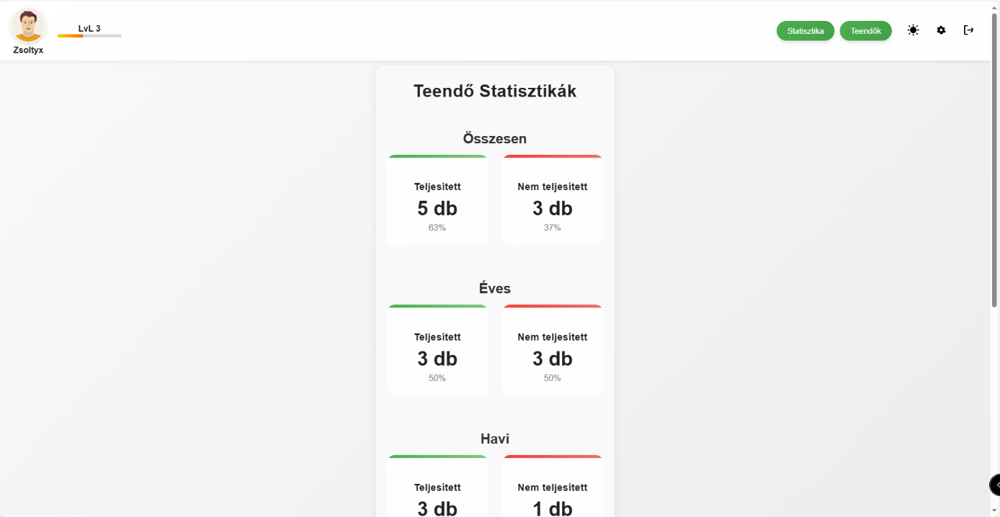 LvL 3
Zsoltyx
Statisztika
Teendők
Teendő Statisztikák
Összesen
Teljesített
5 db
63%
Nem teljesített
3 db
37%
Éves
Teljesített
3 db
50%
Nem teljesített
3 db
50%
Havi
Teljesített
3 db
Nem teljesített
1 db